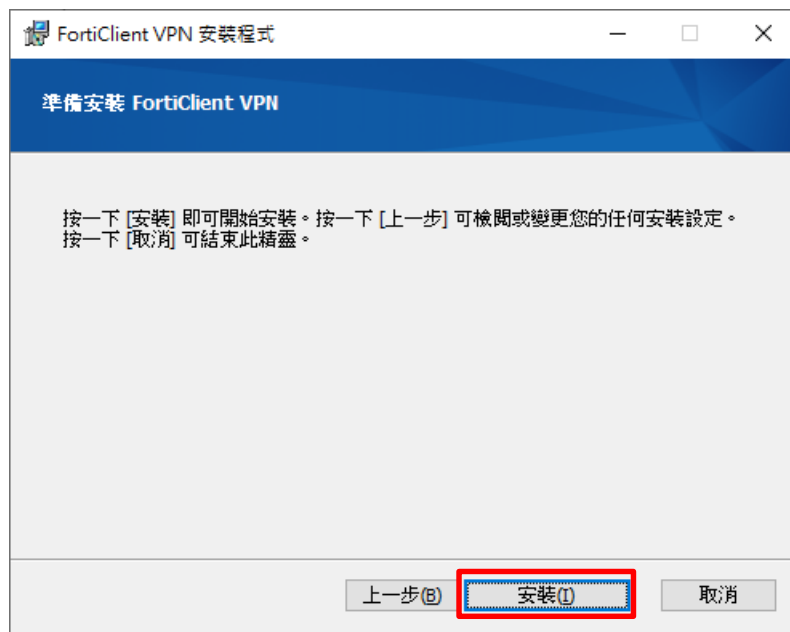 FortiClient VPN 安裝程式
準備安裝 FortiClient VPN
按一下 [安裝] 即可開始安裝。按一下 [上一步] 可檢閱或變更您的任何安裝設定。
按一下 [取消] 可結束此精靈。
上一步(B) 安裝(I) 取消